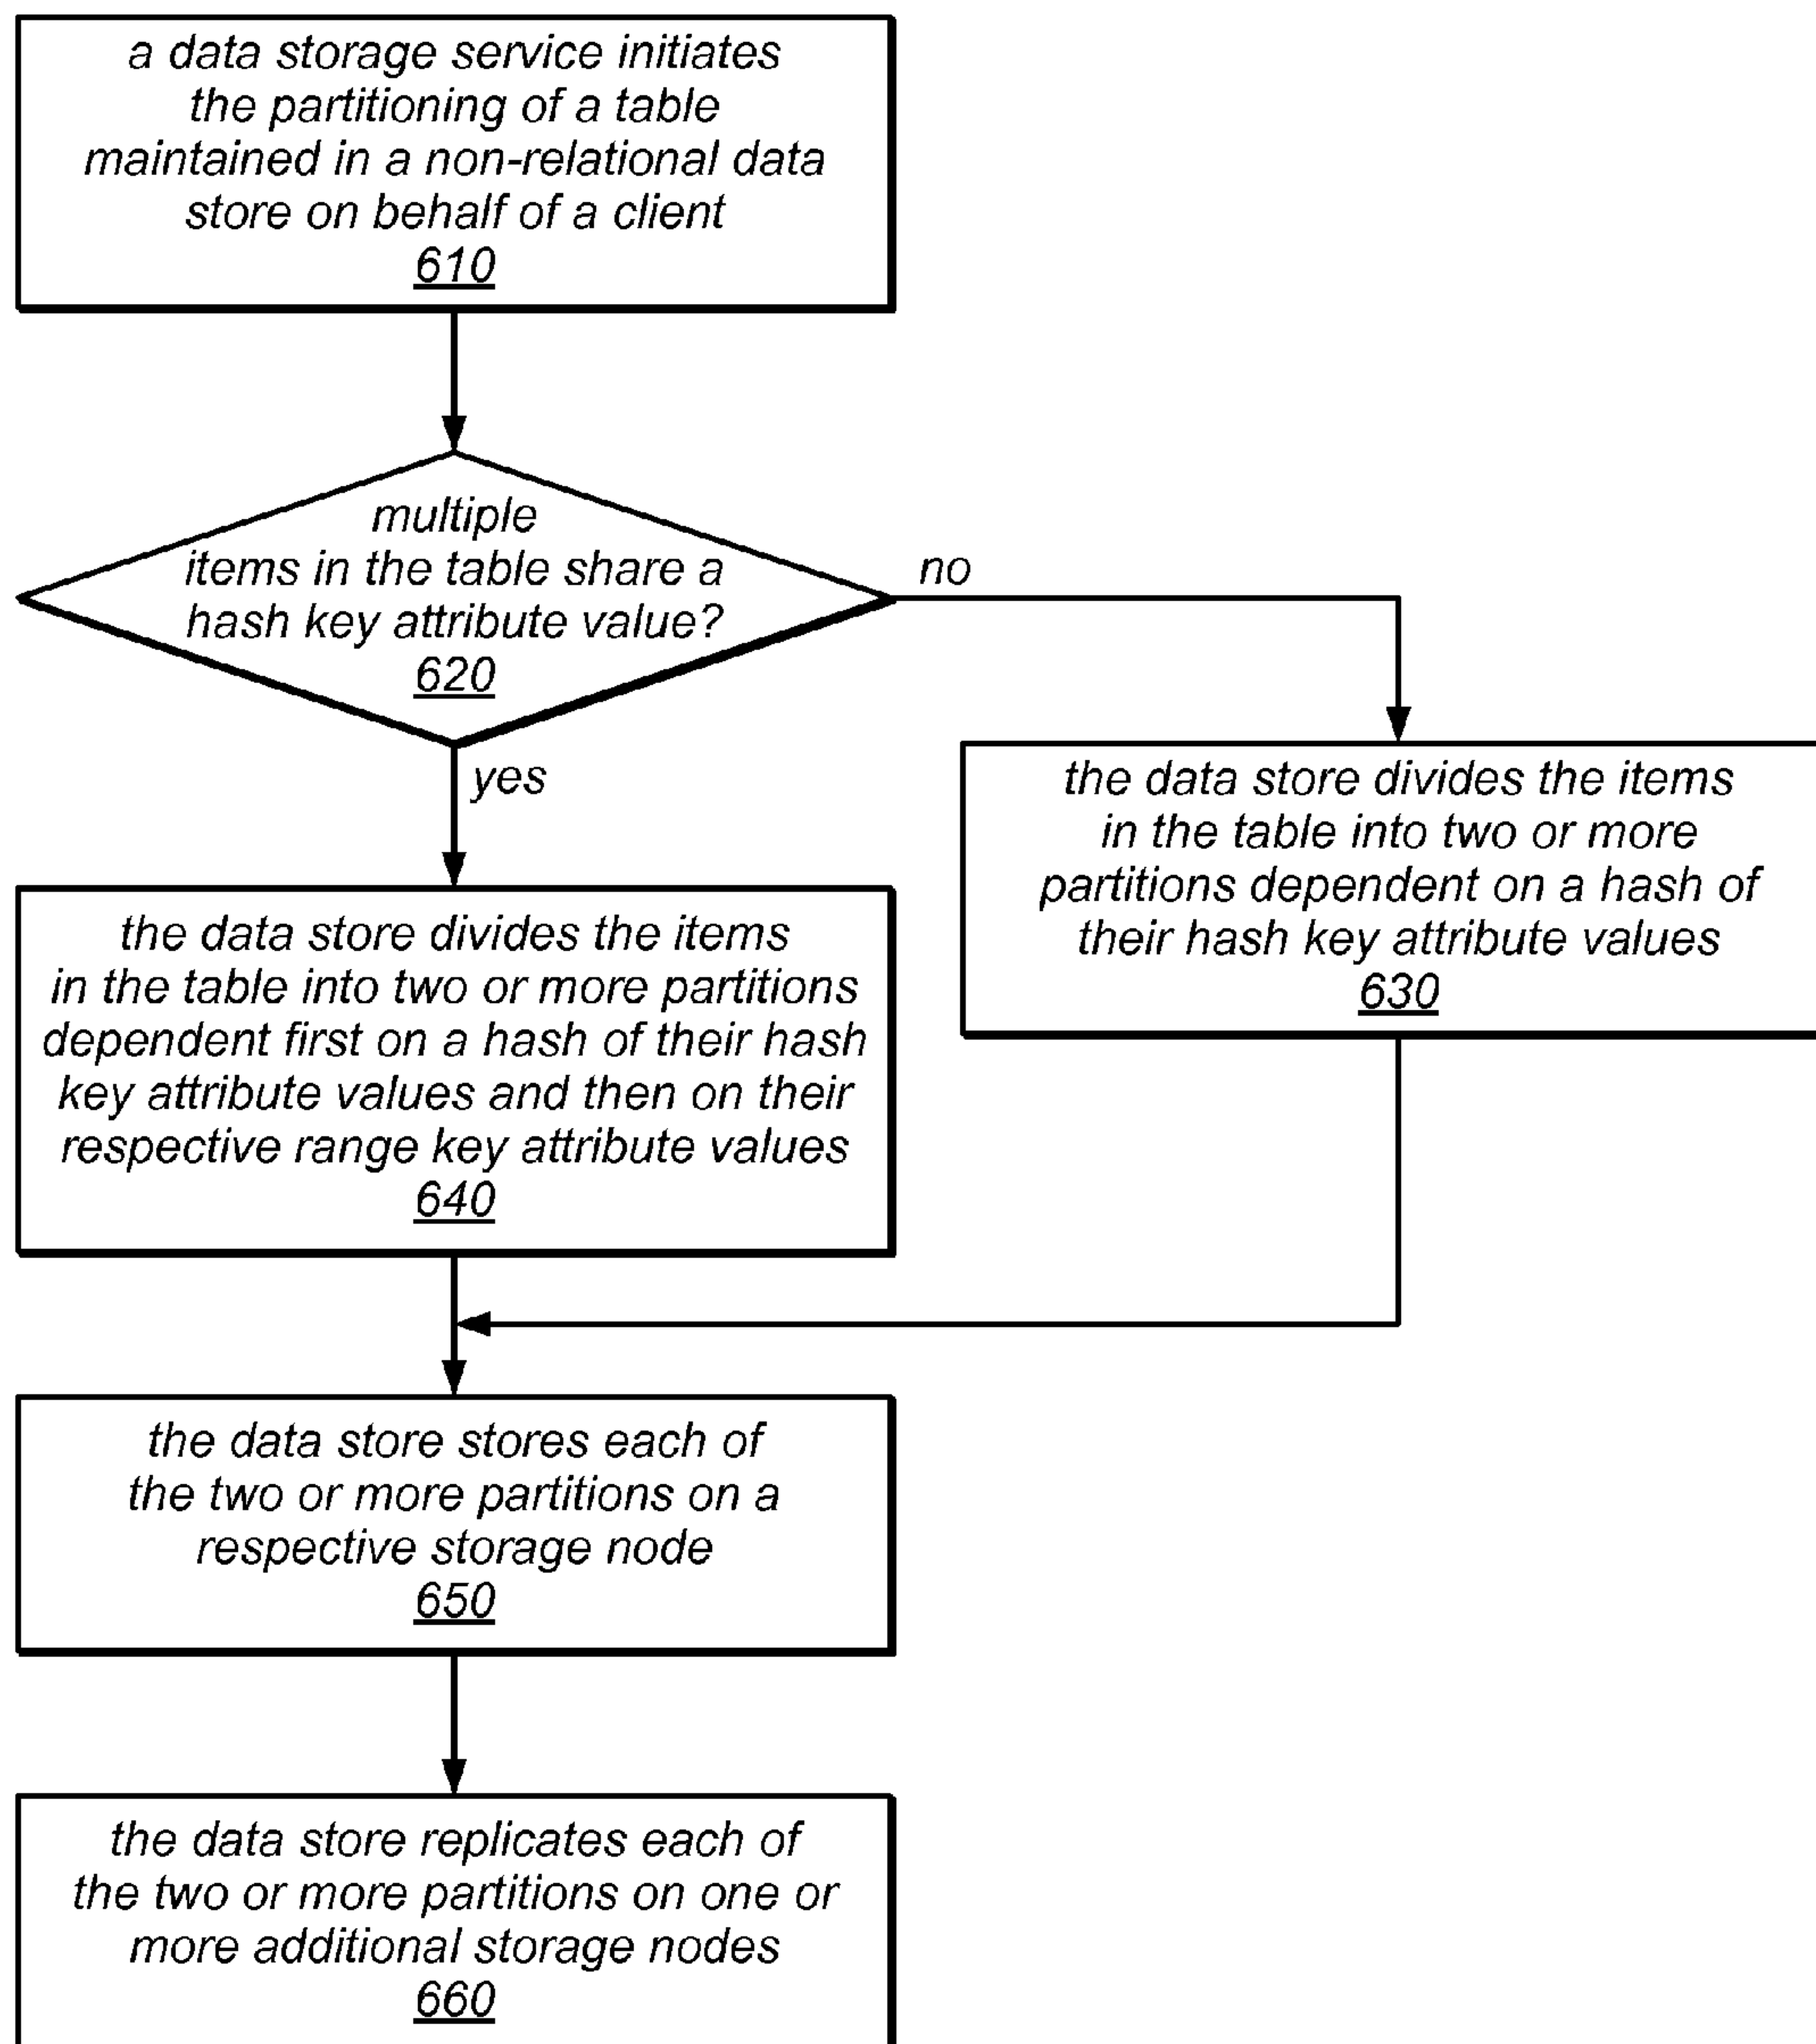 a data storage service initiates
the partitioning of a table
maintained in a non-relational data
store on behalf of a client
610
multiple
items in the table share a
hash key attribute value?
620
no
yes
the data store divides the items
in the table into two or more
partitions dependent on a hash of
their hash key attribute values
630
the data store divides the items
in the table into two or more partitions
dependent first on a hash of their hash
key attribute values and then on their
respective range key attribute values
640
the data store stores each of
the two or more partitions on a
respective storage node
650
the data store replicates each of
the two or more partitions on one or
more additional storage nodes
660